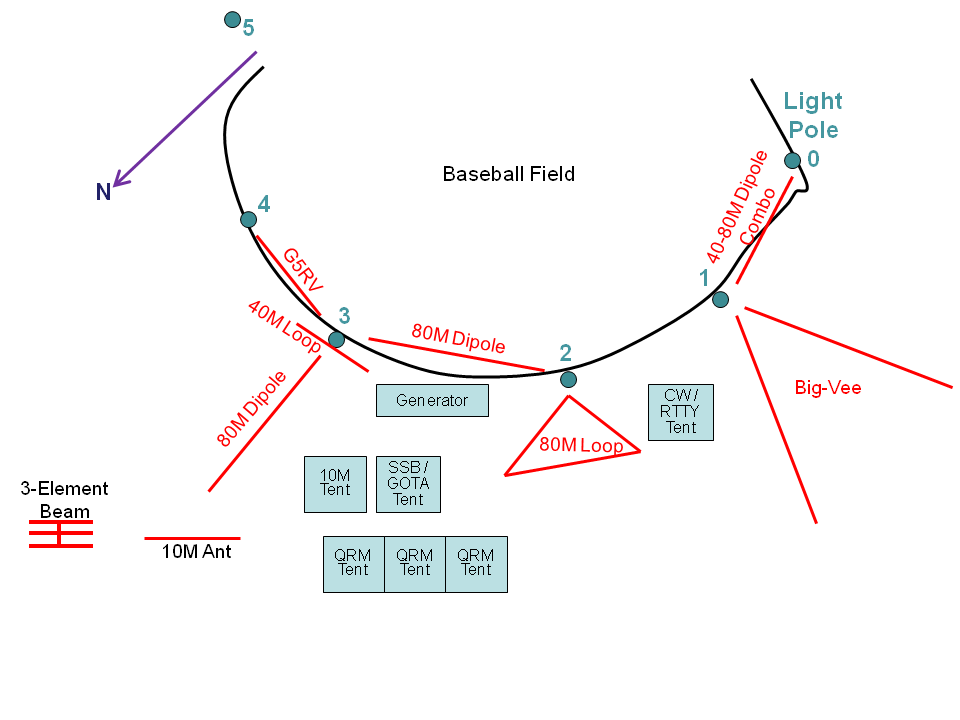 5
Light
Pole
0
N
Baseball Field
40-80M Dipole
Combo
4
G5RV
1
40M Loop
3
80M Dipole
2
80M Dipole
Generator
CW /
RTTY
Tent
Big-Vee
80M Loop
10M
Tent
SSB /
GOTA
Tent
3-Element
Beam
10M Ant
QRM
Tent
QRM
Tent
QRM
Tent